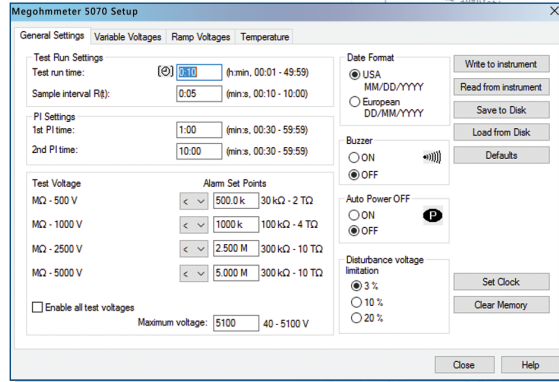 Megohmmeter 5070 Setup
General Settings Variable Voltages Ramp Voltages Temperature
Test Run Settings
Test run time: 0:10 (h:min, 00:01 - 49:59)
Sample interval R(t): 0:05 (min:s, 00:10 - 10:00)
PI Settings
1st PI time: 1:00 (min:s, 00:30 - 59:59)
2nd PI time: 10:00 (min:s, 00:30 - 59:59)
Test Voltage Alarm Set Points
MΩ - 500 V < 500.0 k 30 kΩ - 2 TΩ
MΩ - 1000 V < 1000 k 100 kΩ - 4 TΩ
MΩ - 2500 V < 2.500 M 300 kΩ - 10 TΩ
MΩ - 5000 V < 5.000 M 300 kΩ - 10 TΩ
Enable all test voltages
Maximum voltage: 5100 40 - 5100 V
Date Format
USA
MM/DD/YYYY
European
DD/MM/YYYY
Buzzer
ON
OFF
Auto Power OFF
ON
P
OFF
Disturbance voltage
limitation
3 %
10 %
20 %
Write to instrument
Read from instrument
Save to Disk
Load from Disk
Defaults
Set Clock
Clear Memory
Close Help